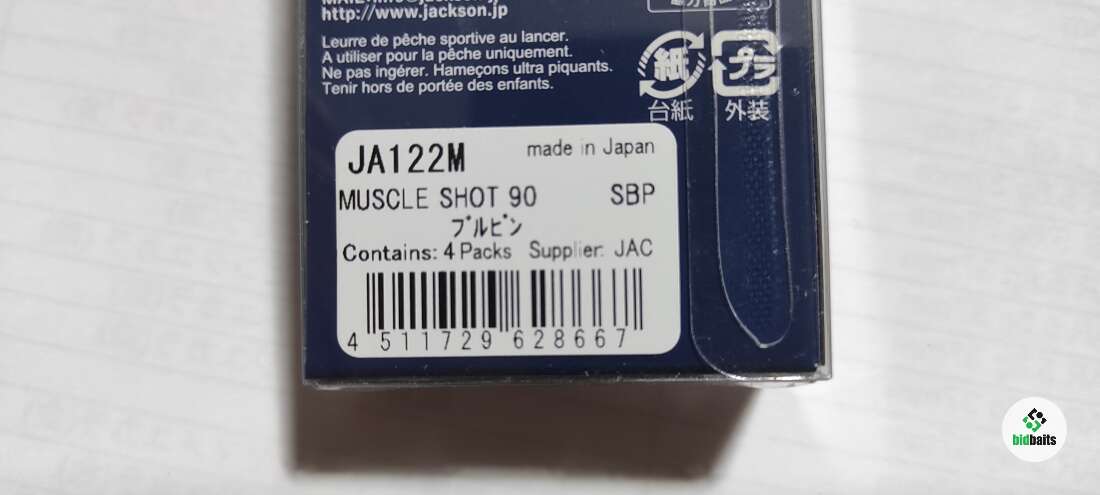 http://www.jackson.jp
Leurre de pêche sportive au lancer.
A utiliser pour la pêche uniquement.
Ne pas ingérer. Hameçons ultra piquants.
Tenir hors de portée des enfants.
紙
プラ
台紙
外装
JA122M
made in Japan
MUSCLE SHOT 90
SBP
ブルピン
Contains: 4 Packs
Supplier: JAC
4 511729 628667
bidbaits